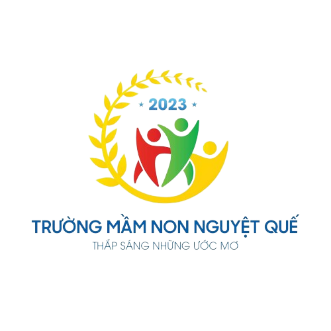 2023
TRƯỜNG MẦM NON NGUYỆT QUẾ
THẮP SÁNG NHỮNG ƯỚC MƠ